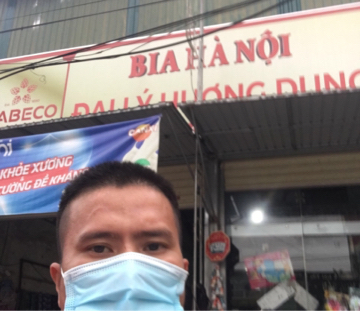 BIA HÀ NỘI
ABECO
ĐẠI LÝ HƯƠNG DUNG
KHỎE XƯƠNG